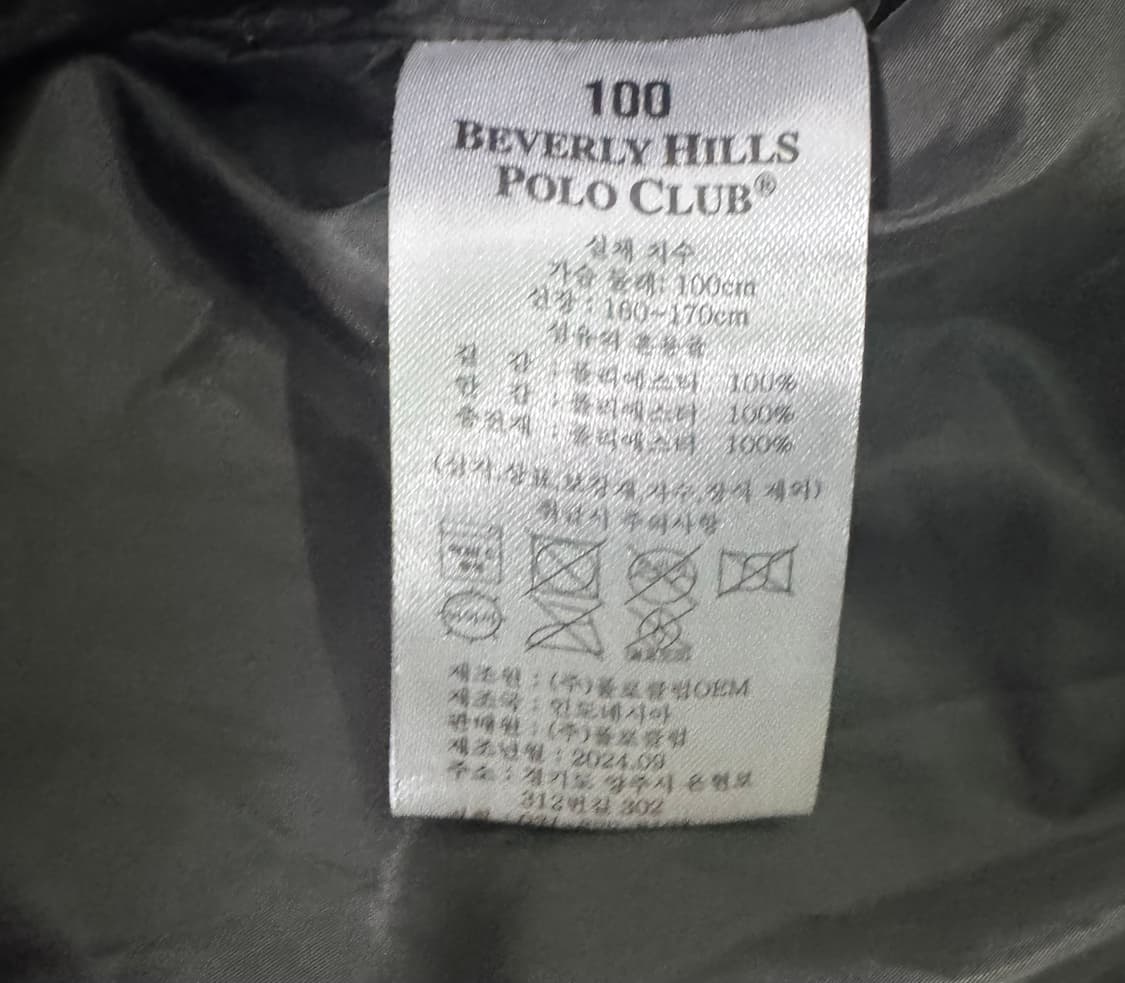 100
BEVERLY HILLS
POLO CLUB®
신체 치수
가슴 둘레: 100cm
신장 : 160~170cm
섬유의 혼용률
겉 감 : 폴리에스터 100%
안 감 : 폴리에스터 100%
충전재 : 폴리에스터 100%
(심지,상표,보강재,자수,장식 제외)
취급시 주의사항
드라이
제조원 : (주)폴로클럽OEM
제조국 : 인도네시아
판매원 : (주)폴로클럽
제조년월 : 2024.09
주소 : 경기도 양주시 은현로
312번길 302